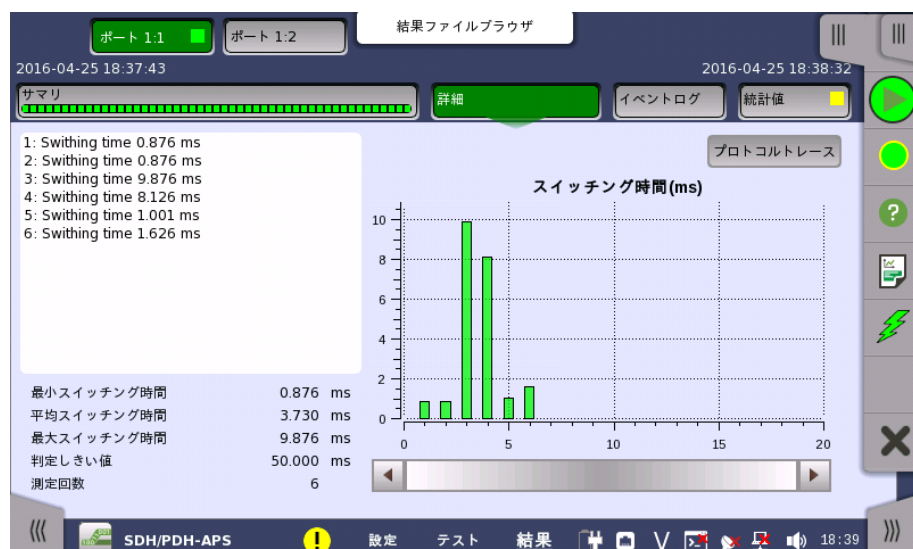 結果ファイルブラウザ
ポート 1:1
ポート 1:2
2016-04-25 18:37:43
2016-04-25 18:38:32
サマリ
詳細
イベントログ
統計値
1: Swithing time 0.876 ms
2: Swithing time 0.876 ms
3: Swithing time 9.876 ms
4: Swithing time 8.126 ms
5: Swithing time 1.001 ms
6: Swithing time 1.626 ms
プロトコルトレース
スイッチング時間(ms)
10
8
6
4
2
0
0 5 10 15 20
最小スイッチング時間 0.876 ms
平均スイッチング時間 3.730 ms
最大スイッチング時間 9.876 ms
判定しきい値 50.000 ms
測定回数 6
SDH/PDH-APS
設定
テスト
結果
18:39